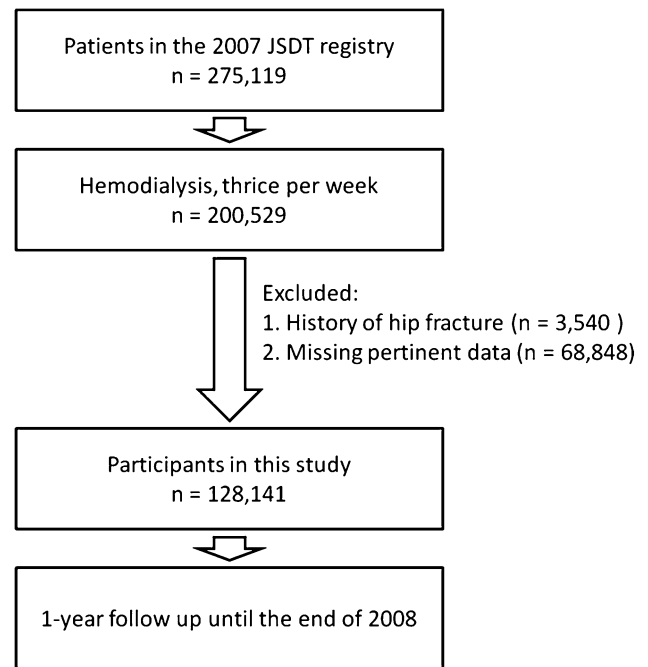 Patients in the 2007 JSDT registry
n = 275,119
Hemodialysis, thrice per week
n = 200,529
Excluded:
1. History of hip fracture (n = 3,540 )
2. Missing pertinent data (n = 68,848)
Participants in this study
n = 128,141
1-year follow up until the end of 2008